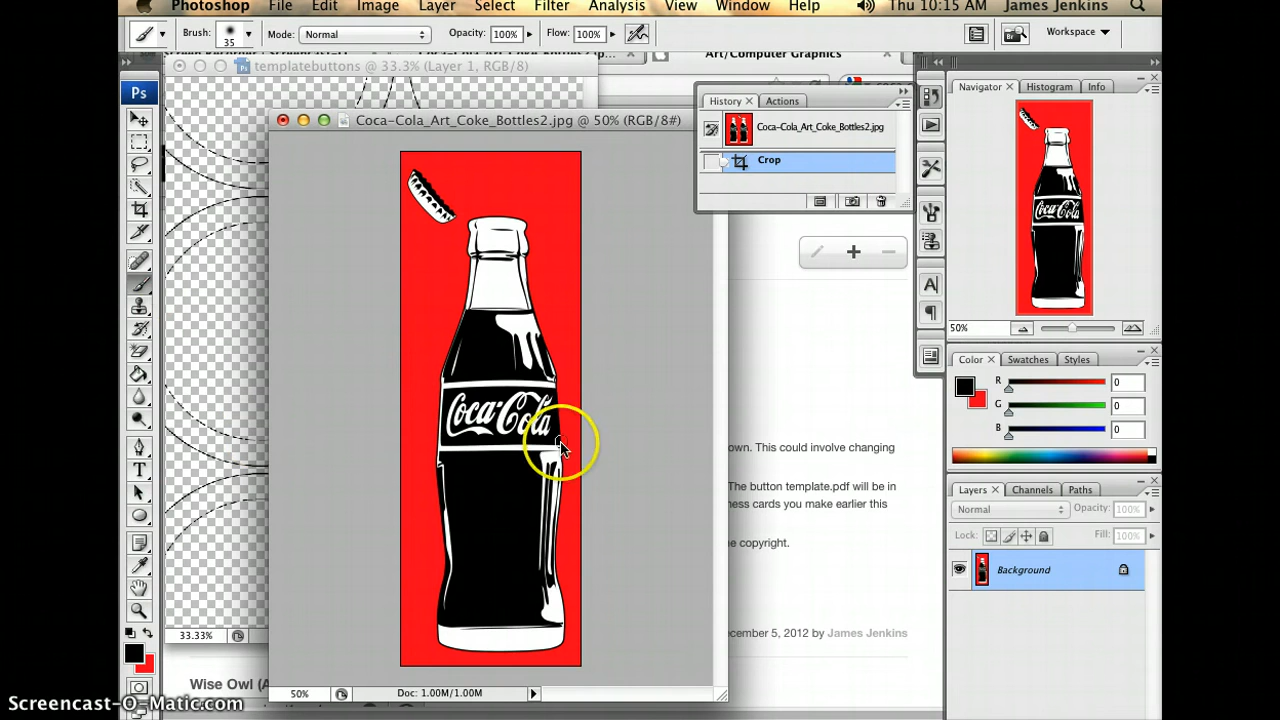 Photoshop File Edit Image Layer Select Filter Analysis View Window Help Thu 10:15 AM James Jenkins
Brush: 35 Mode: Normal Opacity: 100% Flow: 100% Workspace
Art/Computer Graphics
templatebuttons @ 33.3% (Layer 1, RGB/8)
Ps
Coca-Cola_Art_Coke_Bottles2.jpg @ 50% (RGB/8#)
History Actions
Coca-Cola_Art_Coke_Bottles2.jpg
Crop
Navigator Histogram Info
Coca-Cola
50%
Color Swatches Styles
R 0
G 0
B 0
Coca-Cola
own. This could involve changing
The button template.pdf will be in
ness cards you make earlier this
e copyright.
Layers Channels Paths
Normal Opacity: 100%
Lock: Fill: 100%
Background
33.33%
ecember 5, 2012 by James Jenkins
Wise Owl (A
50% Doc: 1.00M/1.00M
Screencast-O-Matic.com